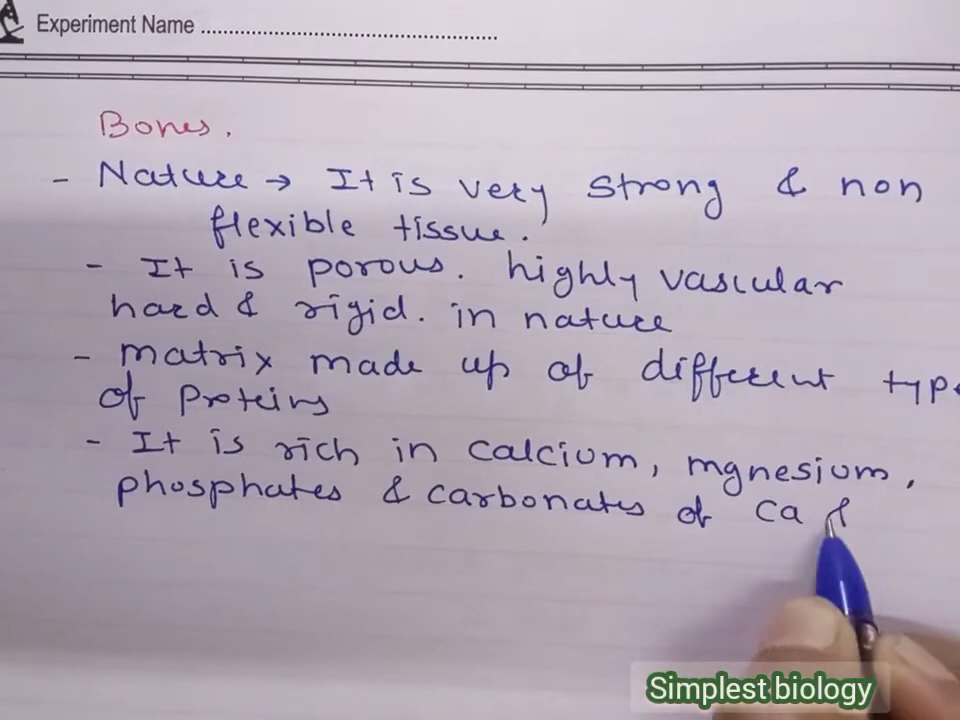 Experiment Name
Bones.
- Nature → It is very strong & non
flexible tissue.
- It is porous. highly vascular
hard & rigid. in nature
- matrix made up of different type
of proteins
- It is rich in calcium, mgnesium,
phosphates & carbonates of Ca &
Simplest biology